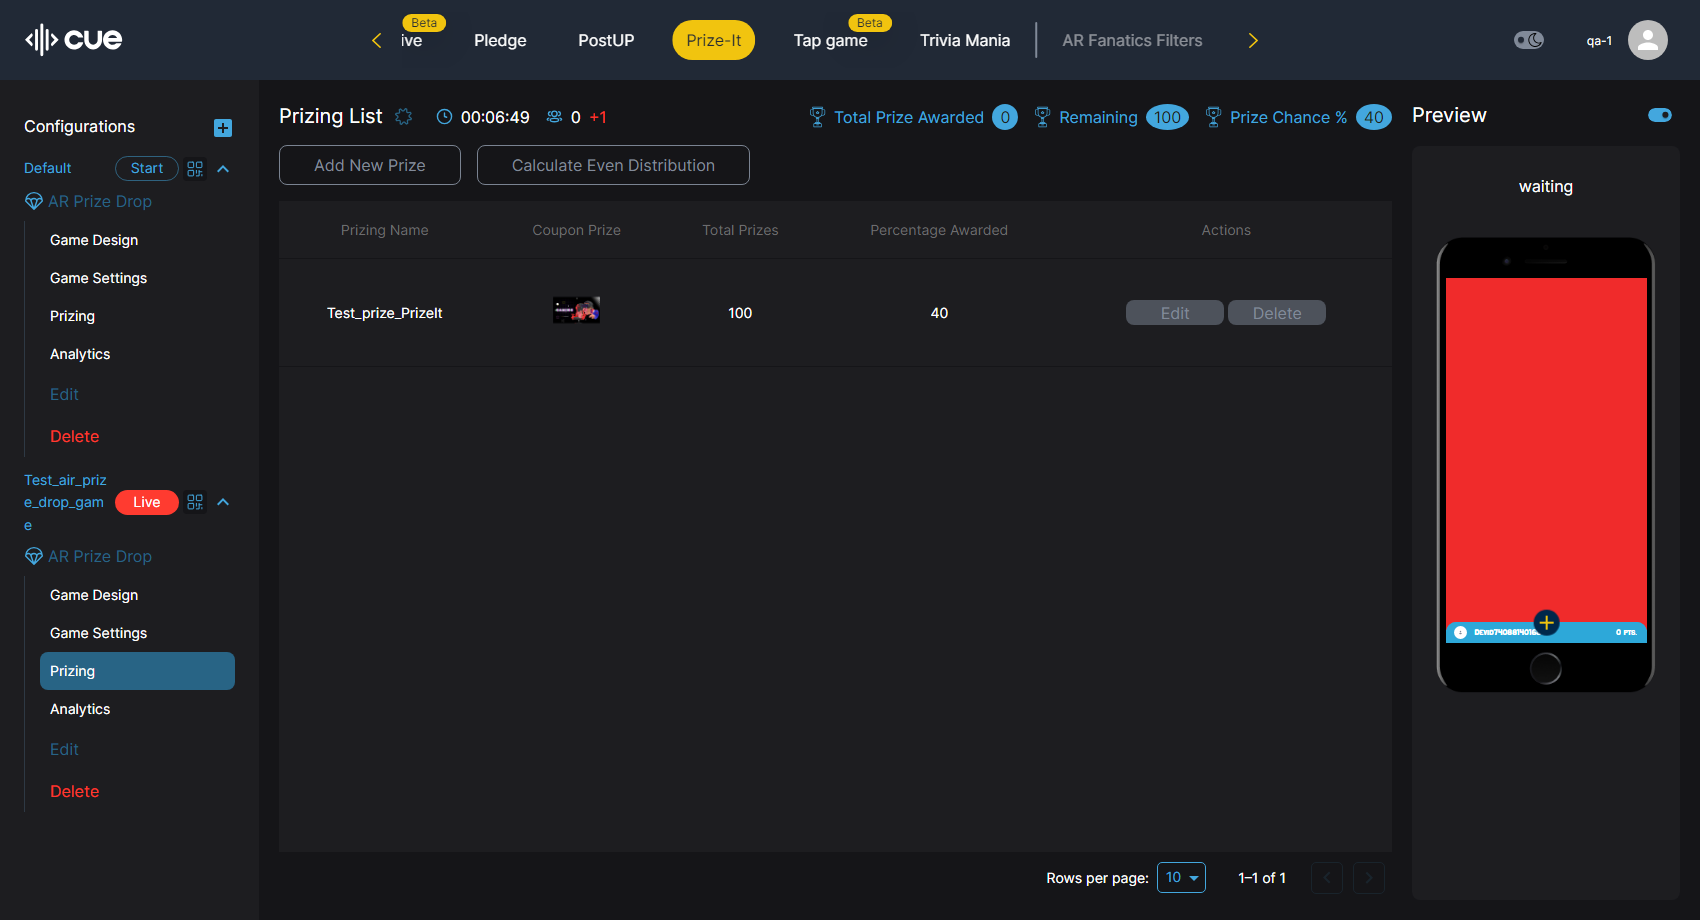 cue
Beta
ive
Pledge
PostUP
Prize-It
Beta
Tap game
Trivia Mania
AR Fanatics Filters
qa-1
Configurations
Default
Start
AR Prize Drop
Game Design
Game Settings
Prizing
Analytics
Edit
Delete
Test_air_priz
e_drop_gam
e
Live
AR Prize Drop
Game Design
Game Settings
Prizing
Analytics
Edit
Delete
Prizing List
00:06:49
0 +1
Total Prize Awarded 0
Remaining 100
Prize Chance % 40
Add New Prize
Calculate Even Distribution
Prizing Name
Coupon Prize
Total Prizes
Percentage Awarded
Actions
Test_prize_PrizeIt
100
40
Edit
Delete
Rows per page:
10
1–1 of 1
Preview
waiting
0 PTS.